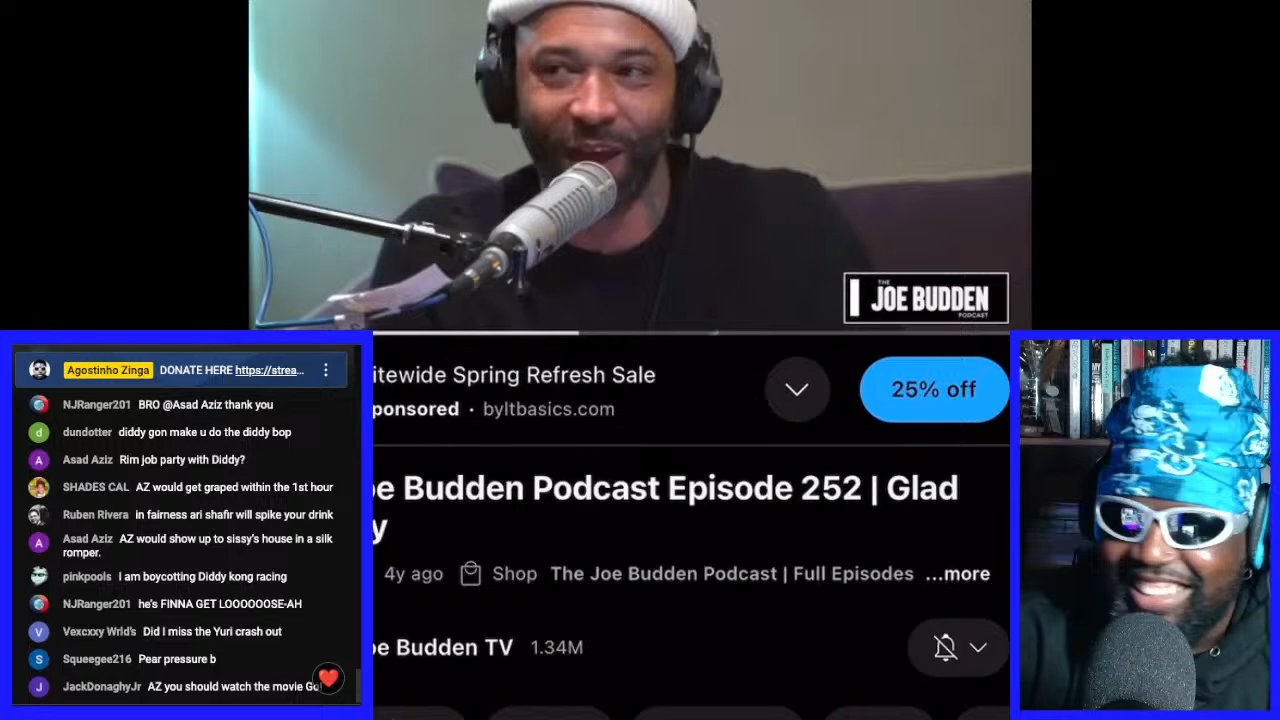 THE
JOE BUDDEN
PODCAST
itewide Spring Refresh Sale
ponsored · byltbasics.com
25% off
oe Budden Podcast Episode 252 | Glad
y
4y ago Shop The Joe Budden Podcast | Full Episodes ...more
oe Budden TV 1.34M
Agostinho Zinga DONATE HERE https://strea...
NJRanger201 BRO @Asad Aziz thank you
dundotter diddy gon make u do the diddy bop
Asad Aziz Rim job party with Diddy?
SHADES CAL AZ would get graped within the 1st hour
Ruben Rivera in fairness ari shafir will spike your drink
Asad Aziz AZ would show up to sissy's house in a silk
romper.
pinkpools I am boycotting Diddy kong racing
NJRanger201 he's FINNA GET LOOOOOOSE-AH
Vexcxxy Wrld's Did I miss the Yuri crash out
Squeegee216 Pear pressure b
JackDonaghyJr AZ you should watch the movie Go